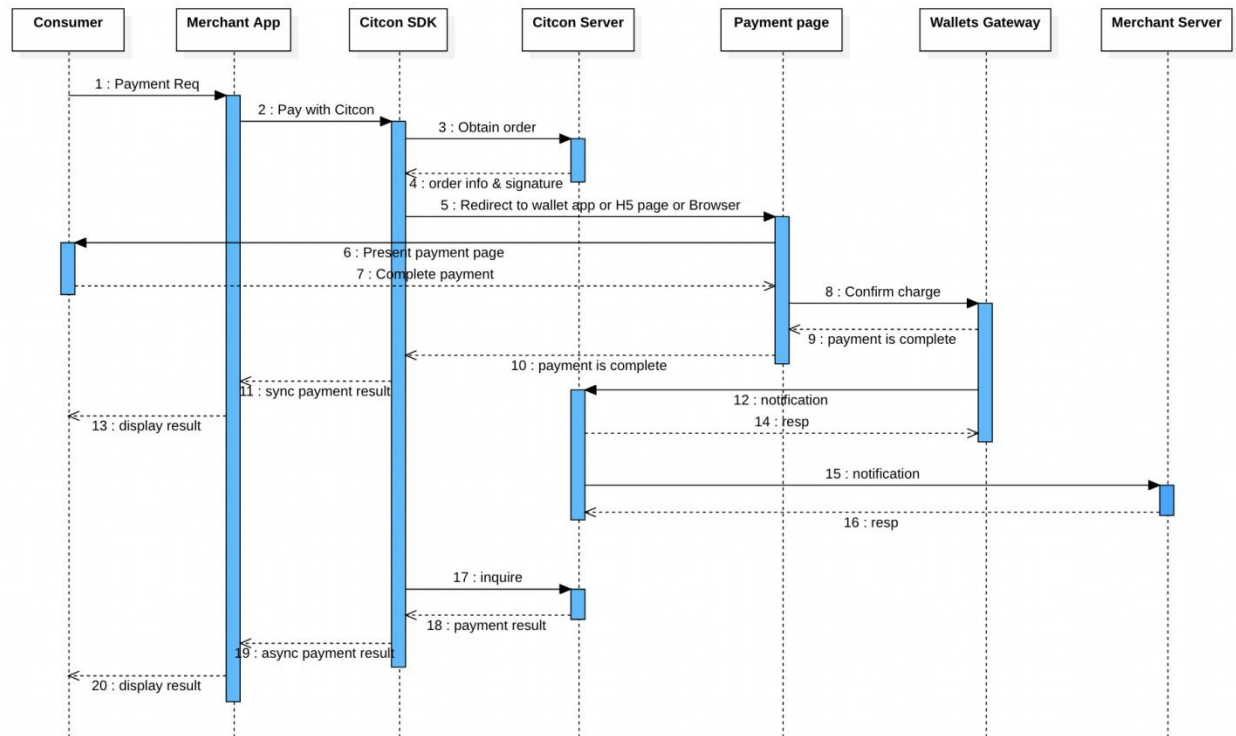 Consumer
Merchant App
Citcon SDK
Citcon Server
Payment page
Wallets Gateway
Merchant Server
1 : Payment Req
2 : Pay with Citcon
3 : Obtain order
4 : order info & signature
5 : Redirect to wallet app or H5 page or Browser
6 : Present payment page
7 : Complete payment
8 : Confirm charge
9 : payment is complete
10 : payment is complete
11 : sync payment result
12 : notification
13 : display result
14 : resp
15 : notification
16 : resp
17 : inquire
18 : payment result
19 : async payment result
20 : display result